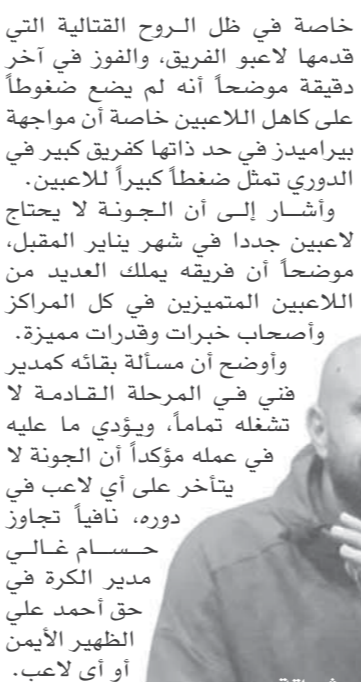 خاصة في ظل الروح القتالية التي
قدمها لاعبو الفريق، والفوز في آخر
دقيقة موضحاً أنه لم يضع ضغوطاً
على كاهل اللاعبين خاصة أن مواجهة
بيراميدز في حد ذاتها كفريق كبير في
الدوري تمثل ضغطاً كبيراً للاعبين.
وأشار إلى أن الجونة لا يحتاج
لاعبين جددا في شهر يناير المقبل،
موضحاً أن فريقه يملك العديد من
اللاعبين المتميزين في كل المراكز
وأصحاب خبرات وقدرات مميزة.
وأوضح أن مسألة بقائه كمدير
فني في المرحلة القادمة لا
تشغله تماماً، ويؤدي ما عليه
في عمله مؤكداً أن الجونة لا
يتأخر على أي لاعب في
دوره، نافياً تجاوز
حسام غالي
مدير الكرة في
حق أحمد علي
الظهير الأيمن
أو أي لاعب.